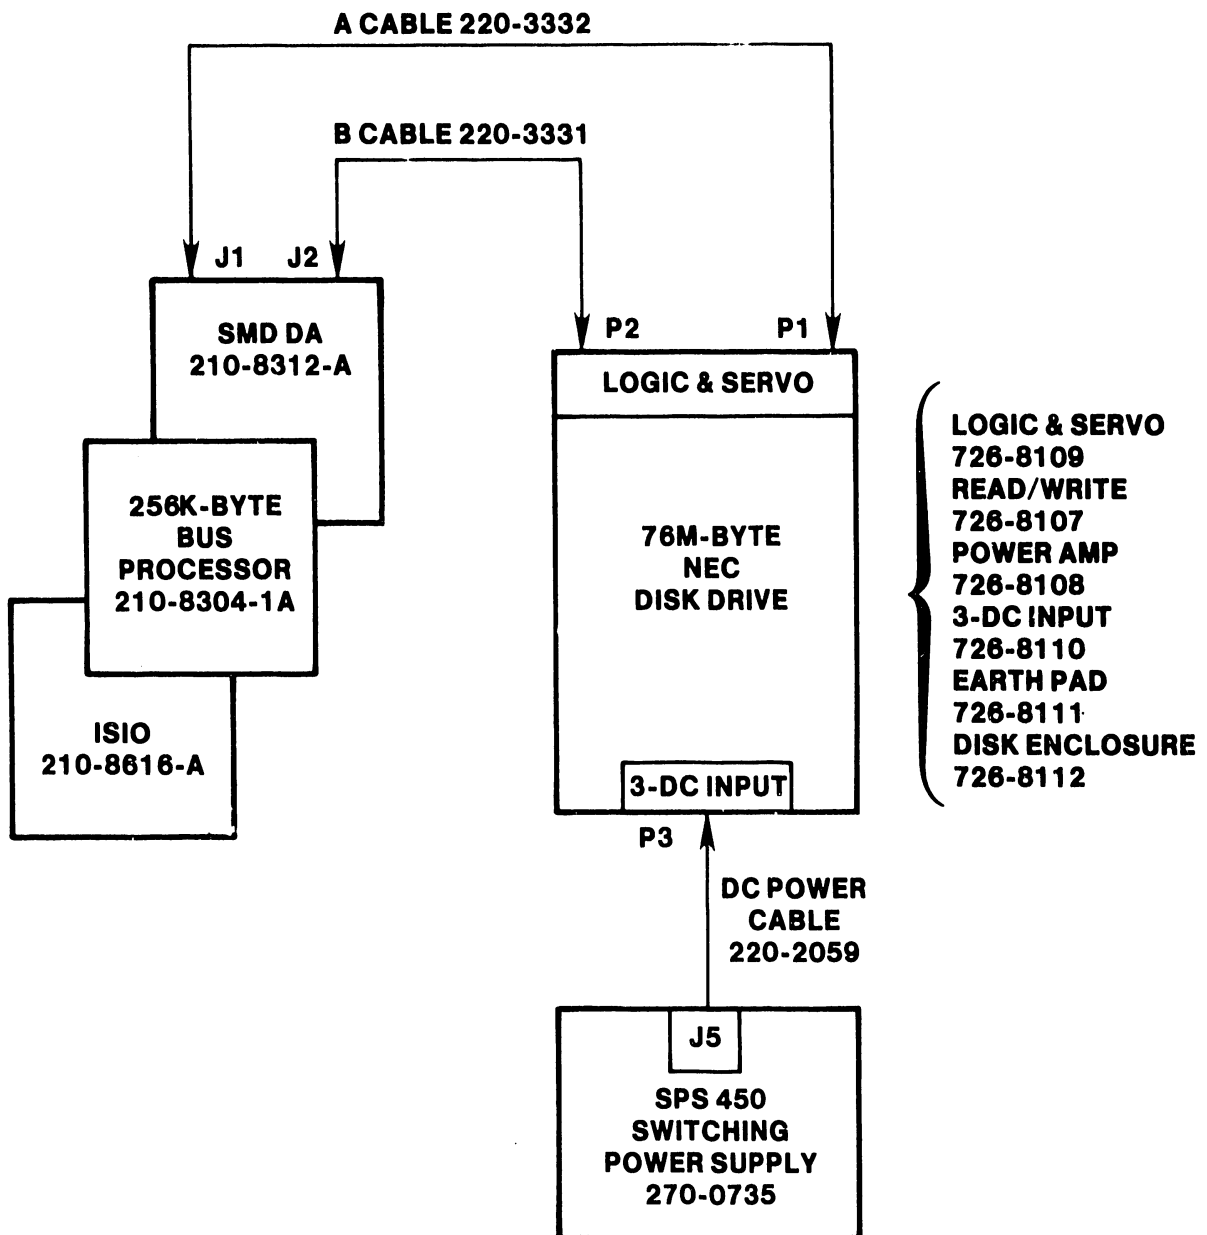 A CABLE 220-3332
B CABLE 220-3331
J1 J2
SMD DA
210-8312-A
P2 P1
LOGIC & SERVO
256K-BYTE
BUS
PROCESSOR
210-8304-1A
76M-BYTE
NEC
DISK DRIVE
LOGIC & SERVO
726-8109
READ/WRITE
726-8107
POWER AMP
726-8108
3-DC INPUT
726-8110
EARTH PAD
726-8111
DISK ENCLOSURE
726-8112
ISIO
210-8616-A
3-DC INPUT
P3
DC POWER
CABLE
220-2059
J5
SPS 450
SWITCHING
POWER SUPPLY
270-0735